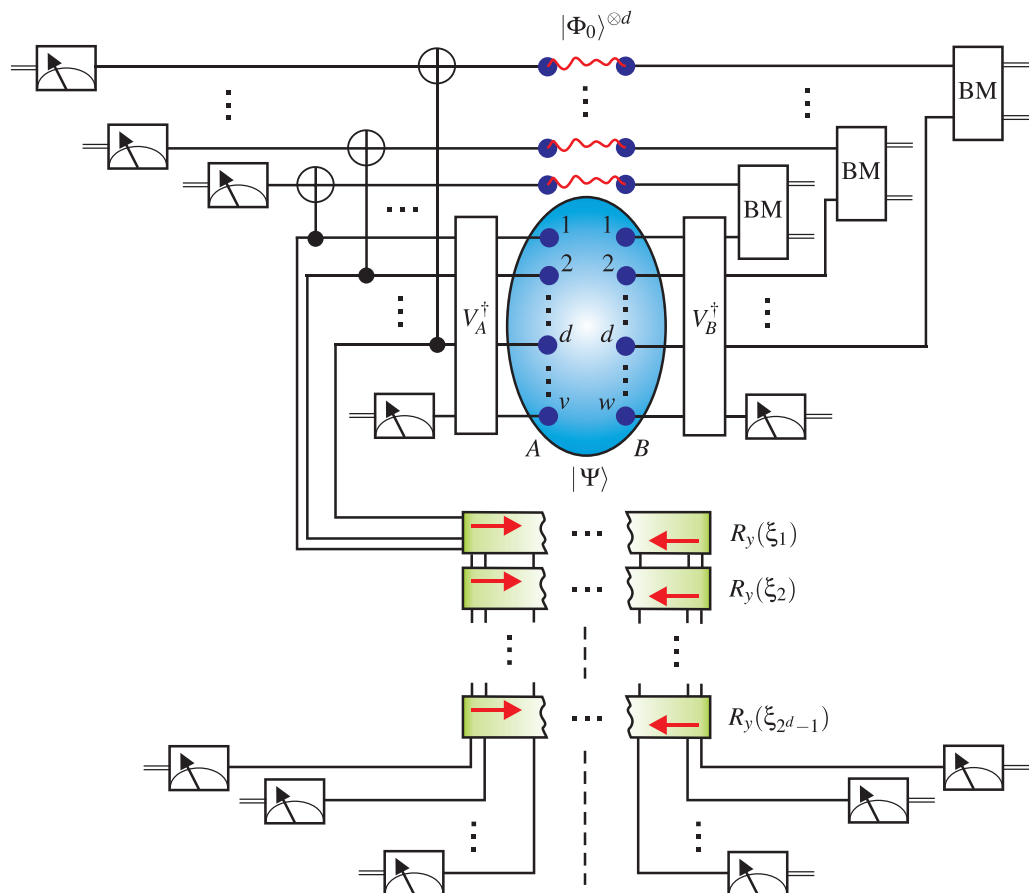 |Φ₀⟩^{⊗d}
BM
BM
BM
1 1
2 2
V_A^† V_B^†
d d
v w
A B
|Ψ⟩
R_y(ξ₁)
R_y(ξ₂)
R_y(ξ_{2^d−1})